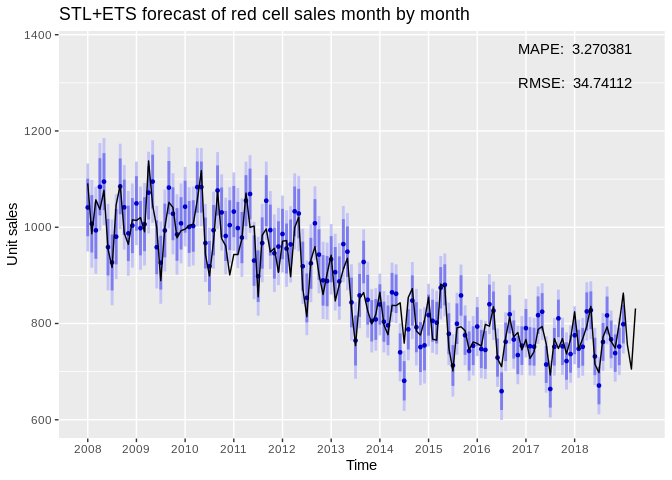 STL+ETS forecast of red cell sales month by month
MAPE: 3.270381
RMSE: 34.74112
1400
1200
1000
800
600
Unit sales
2008 2009 2010 2011 2012 2013 2014 2015 2016 2017 2018
Time